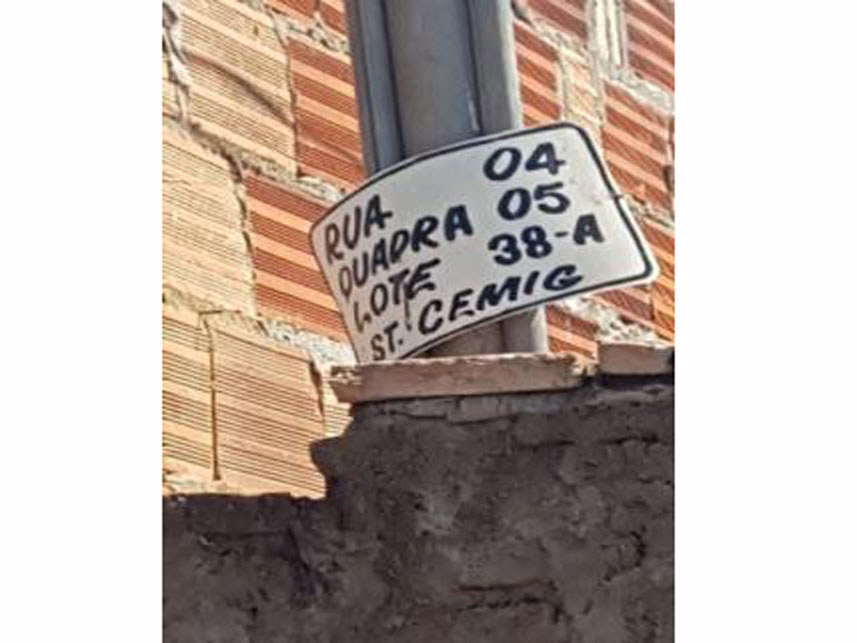 RUA 04
QUADRA 05
LOTE 38-A
ST. CEMIG